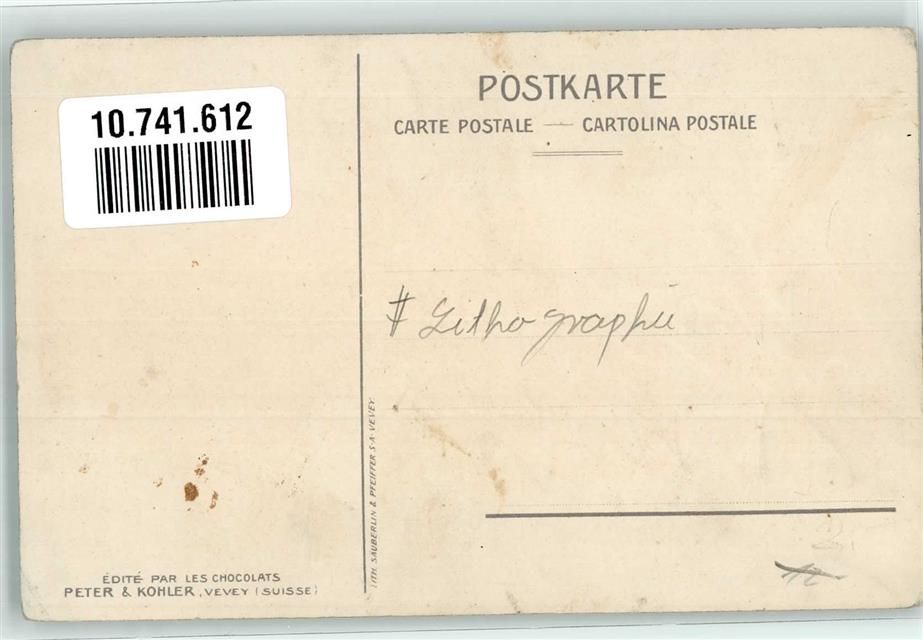 10.741.612
POSTKARTE
CARTE POSTALE — CARTOLINA POSTALE
# Lithographie
LITH. SÄUBERLIN & PFEIFFER S.A. VEVEY
ÉDITÉ PAR LES CHOCOLATS
PETER & KOHLER, VEVEY (SUISSE)